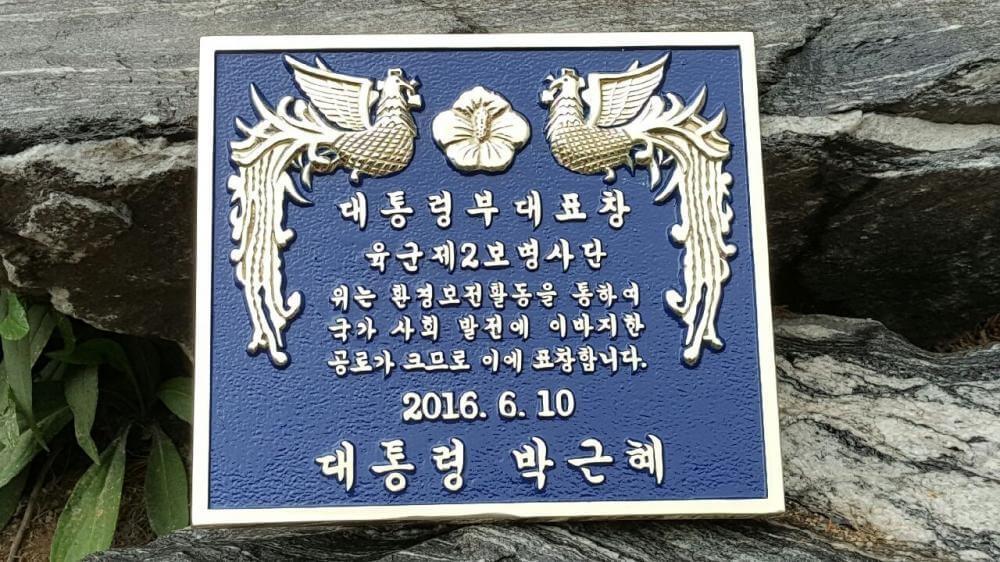 대통령부대표창
육군제2보병사단
위는 환경보전활동을 통하여
국가 사회 발전에 이바지한
공로가 크므로 이에 표창합니다.
2016. 6. 10
대통령 박근혜